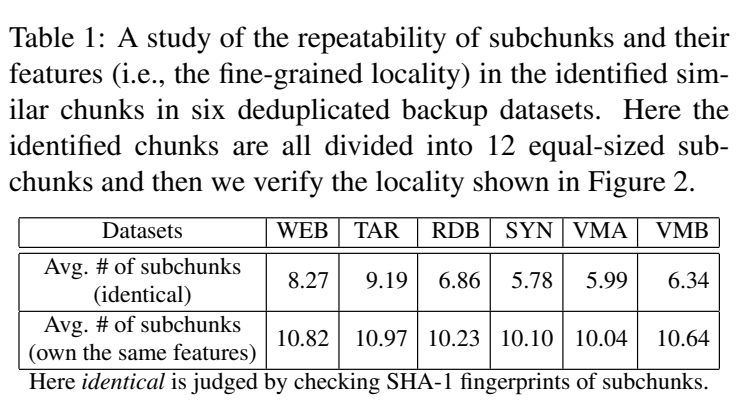 Table 1: A study of the repeatability of subchunks and their
features (i.e., the fine-grained locality) in the identified sim-
ilar chunks in six deduplicated backup datasets. Here the
identified chunks are all divided into 12 equal-sized sub-
chunks and then we verify the locality shown in Figure 2.
Datasets WEB TAR RDB SYN VMA VMB
Avg. # of subchunks
(identical) 8.27 9.19 6.86 5.78 5.99 6.34
Avg. # of subchunks
(own the same features) 10.82 10.97 10.23 10.10 10.04 10.64
Here identical is judged by checking SHA-1 fingerprints of subchunks.